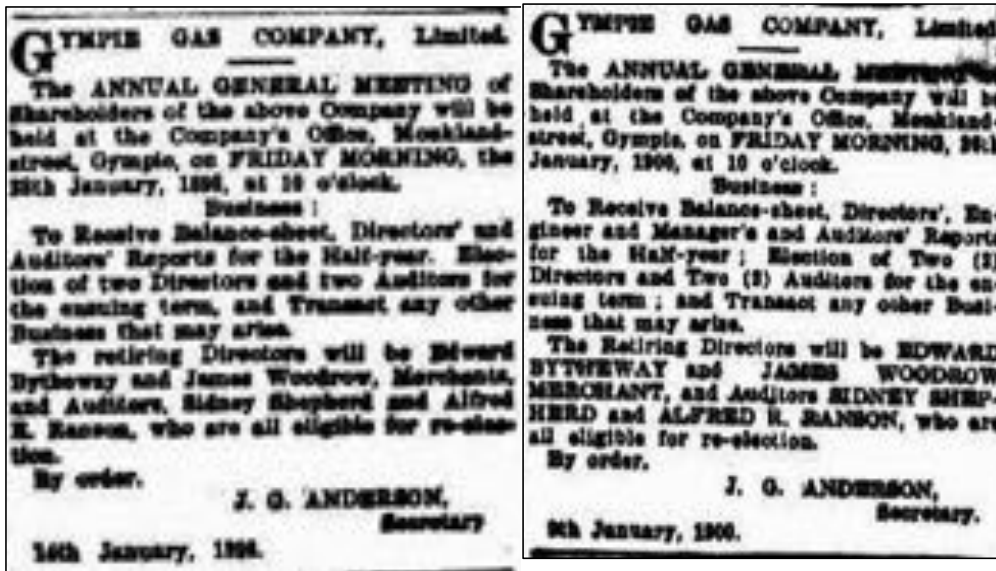 GYMPIE GAS COMPANY, Limited.
The ANNUAL GENERAL MEETING of
Shareholders of the above Company will be
held at the Company's Office, Monkland-
street, Gympie, on FRIDAY MORNING, the
January, at 10 o'clock.
Business :
To Receive Balance-sheet, Directors' and
Auditors' Reports for the Half-year. Elec-
tion of two Directors and two Auditors for
the ensuing term, and Transact any other
Business that may arise.
The retiring Directors will be Edward
Bytheway and James Woodrow, Merchants,
and Auditors, Sidney Shepherd and Alfred
R. Ranson, who are all eligible for re-elec-
tion.
By order.
J. G. ANDERSON,
Secretary
January,
GYMPIE GAS COMPANY, Limited
The ANNUAL GENERAL MEETING of
Shareholders of the above Company will be
held at the Company's Office, Monkland-
street, Gympie, on FRIDAY MORNING, 26th
January, 1900, at 10 o'clock.
Business :
To Receive Balance-sheet, Directors', En-
gineer and Manager's and Auditors' Reports
for the Half-year ; Election of Two (2)
Directors and Two (2) Auditors for the en-
suing term ; and Transact any other Busi-
ness that may arise.
The Retiring Directors will be EDWARD
BYTHEWAY and JAMES WOODROW
MERCHANT, and Auditors SIDNEY SHEP-
HERD and ALFRED R. RANSON, who are
all eligible for re-election.
By order.
J. G. ANDERSON,
Secretary.
9th January, 1900.